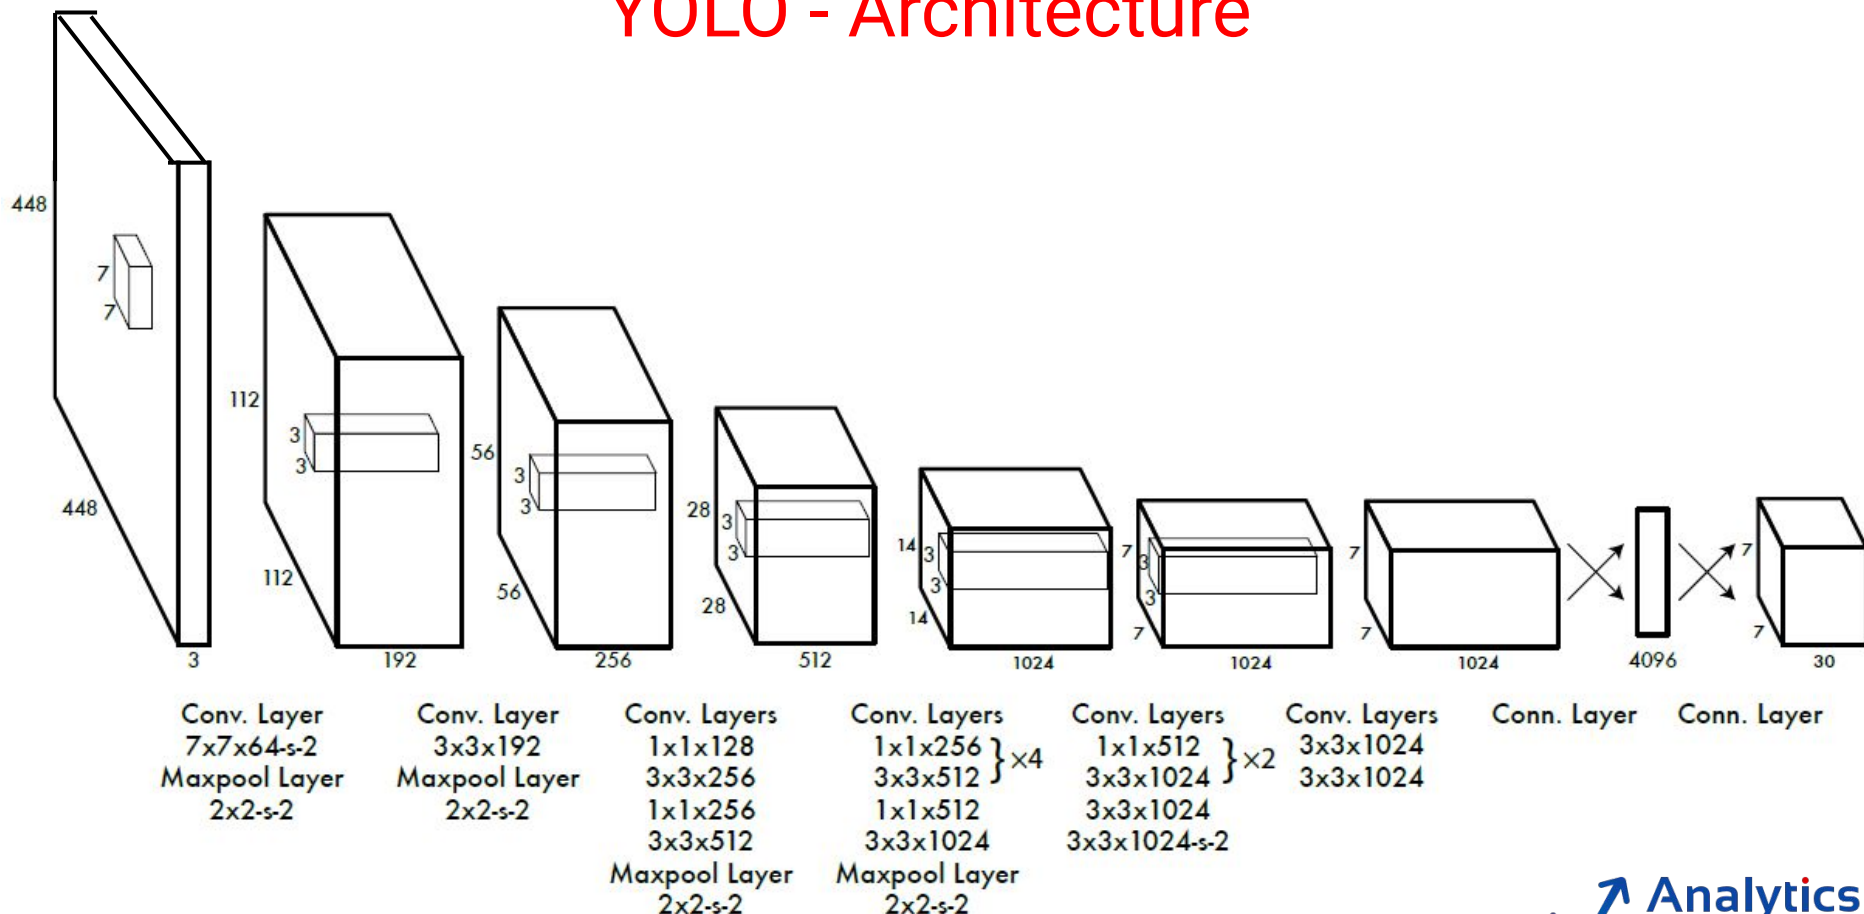 YOLO - Architecture
448
448
7
7
3
112
112
3
3
192
56
56
3
3
256
28
28
3
3
512
14
14
3
3
1024
7
7
3
3
1024
7
7
1024
4096
7
7
30
Conv. Layer
7x7x64-s-2
Maxpool Layer
2x2-s-2
Conv. Layer
3x3x192
Maxpool Layer
2x2-s-2
Conv. Layers
1x1x128
3x3x256
1x1x256
3x3x512
Maxpool Layer
2x2-s-2
Conv. Layers
1x1x256
3x3x512
}×4
1x1x512
3x3x1024
Maxpool Layer
2x2-s-2
Conv. Layers
1x1x512
3x3x1024
}×2
3x3x1024
3x3x1024-s-2
Conv. Layers
3x3x1024
3x3x1024
Conn. Layer
Conn. Layer
Analytics